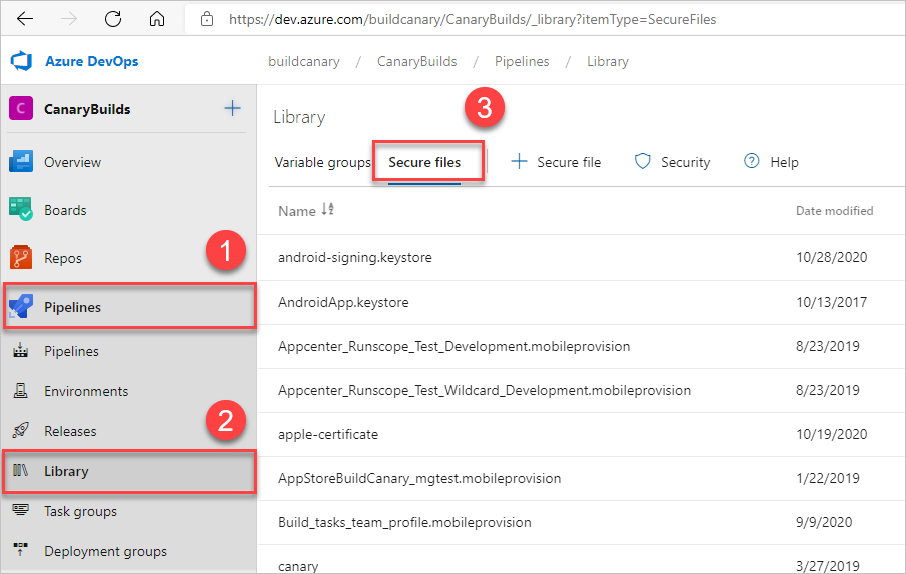 https://dev.azure.com/buildcanary/CanaryBuilds/_library?itemType=SecureFiles
Azure DevOps
buildcanary / CanaryBuilds / Pipelines / Library
C CanaryBuilds
Overview
Boards
Repos
1
Pipelines
Pipelines
Environments
Releases
2
Library
Task groups
Deployment groups
Library
3
Variable groups Secure files Secure file Security ? Help
Name Date modified
android-signing.keystore 10/28/2020
AndroidApp.keystore 10/13/2017
Appcenter_Runscope_Test_Development.mobileprovision 8/23/2019
Appcenter_Runscope_Test_Wildcard_Development.mobileprovision 8/23/2019
apple-certificate 10/19/2020
AppStoreBuildCanary_mgtest.mobileprovision 1/22/2019
Build_tasks_team_profile.mobileprovision 9/9/2020
canary 3/27/2019